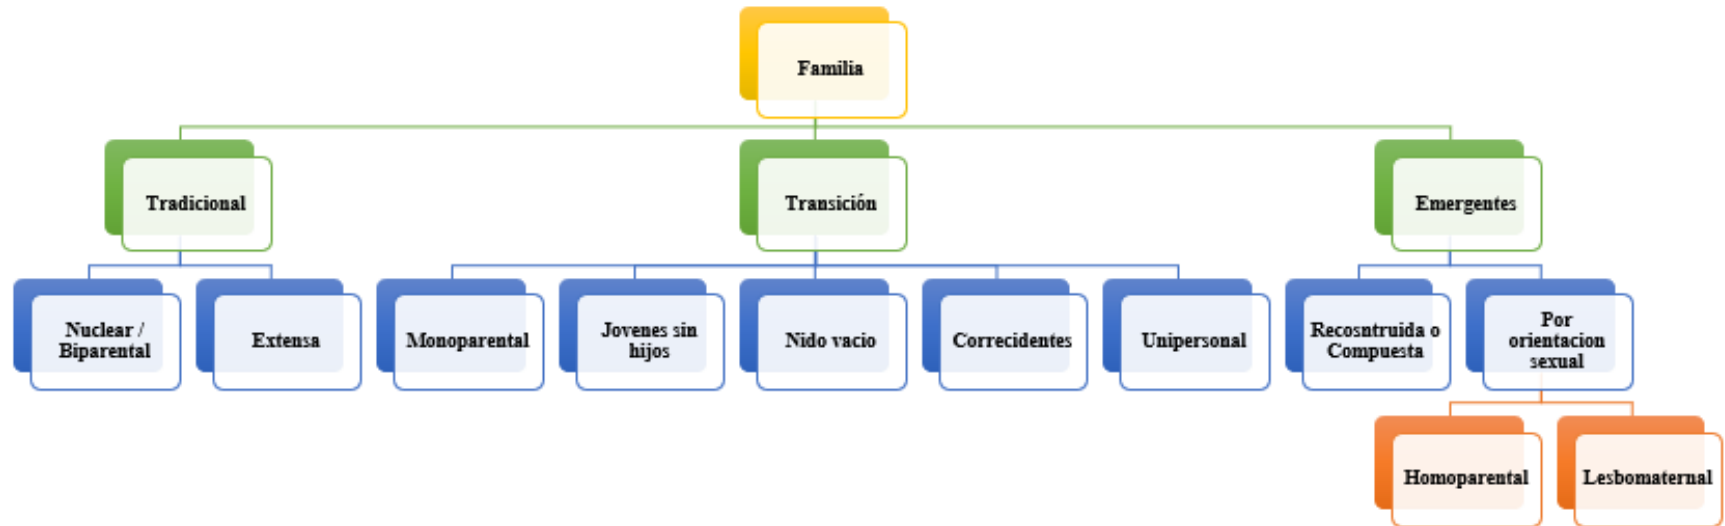 Familia
Tradicional
Transición
Emergentes
Nuclear /
Biparental
Extensa
Monoparental
Jovenes sin
hijos
Nido vacio
Correcidentes
Unipersonal
Recosntruida o
Compuesta
Por
orientacion
sexual
Homoparental
Lesbomaternal